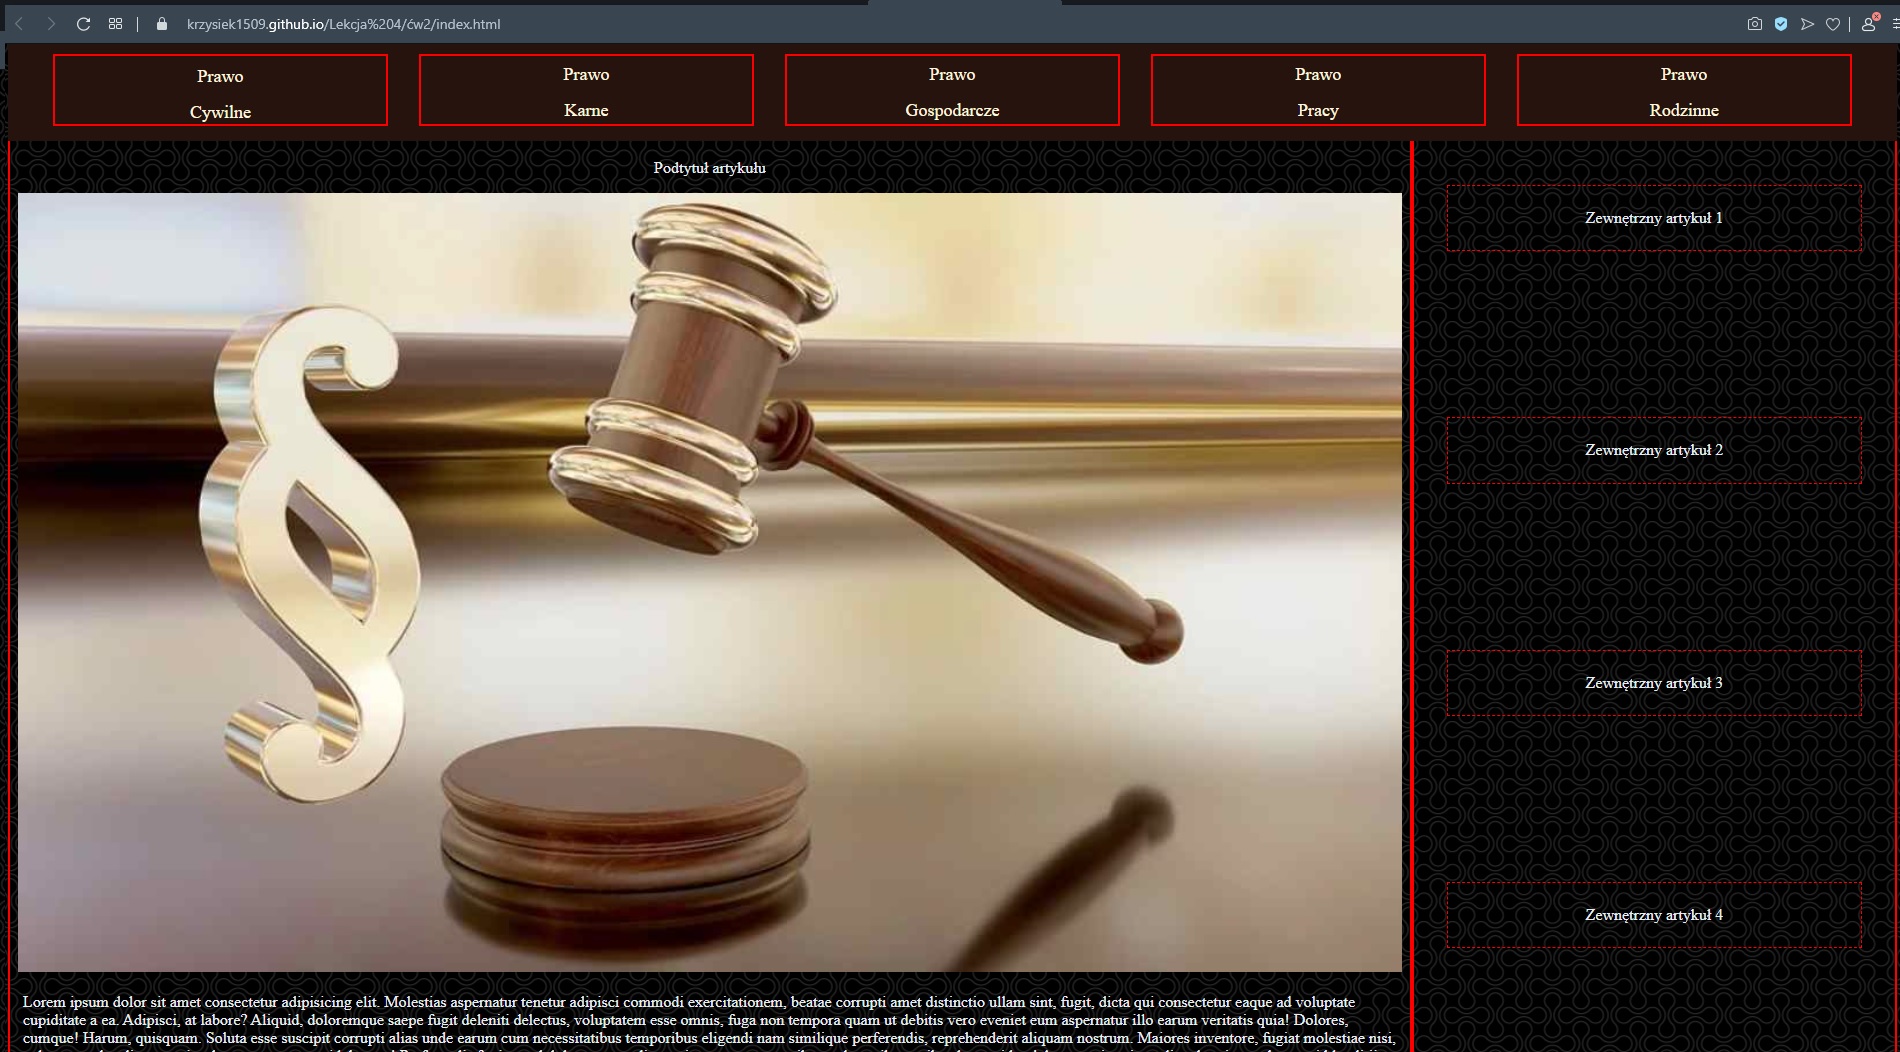 krzysiek1509.github.io/Lekcja%204/ćw2/index.html
Prawo
Cywilne
Prawo
Karne
Prawo
Gospodarcze
Prawo
Pracy
Prawo
Rodzinne
Podtytuł artykułu
Zewnętrzny artykuł 1
Zewnętrzny artykuł 2
Zewnętrzny artykuł 3
Zewnętrzny artykuł 4
Lorem ipsum dolor sit amet consectetur adipisicing elit. Molestias aspernatur tenetur adipisci commodi exercitationem, beatae corrupti amet distinctio ullam sint, fugit, dicta qui consectetur eaque ad voluptate
cupiditate a ea. Adipisci, at labore? Aliquid, doloremque saepe fugit deleniti delectus, voluptatem esse omnis, fuga non tempora quam ut debitis vero eveniet eum aspernatur illo earum veritatis quia! Dolores,
cumque! Harum, quisquam. Soluta esse suscipit corrupti alias unde earum cum necessitatibus temporibus eligendi nam similique perferendis, reprehenderit aliquam nostrum. Maiores inventore, fugiat molestiae nisi,